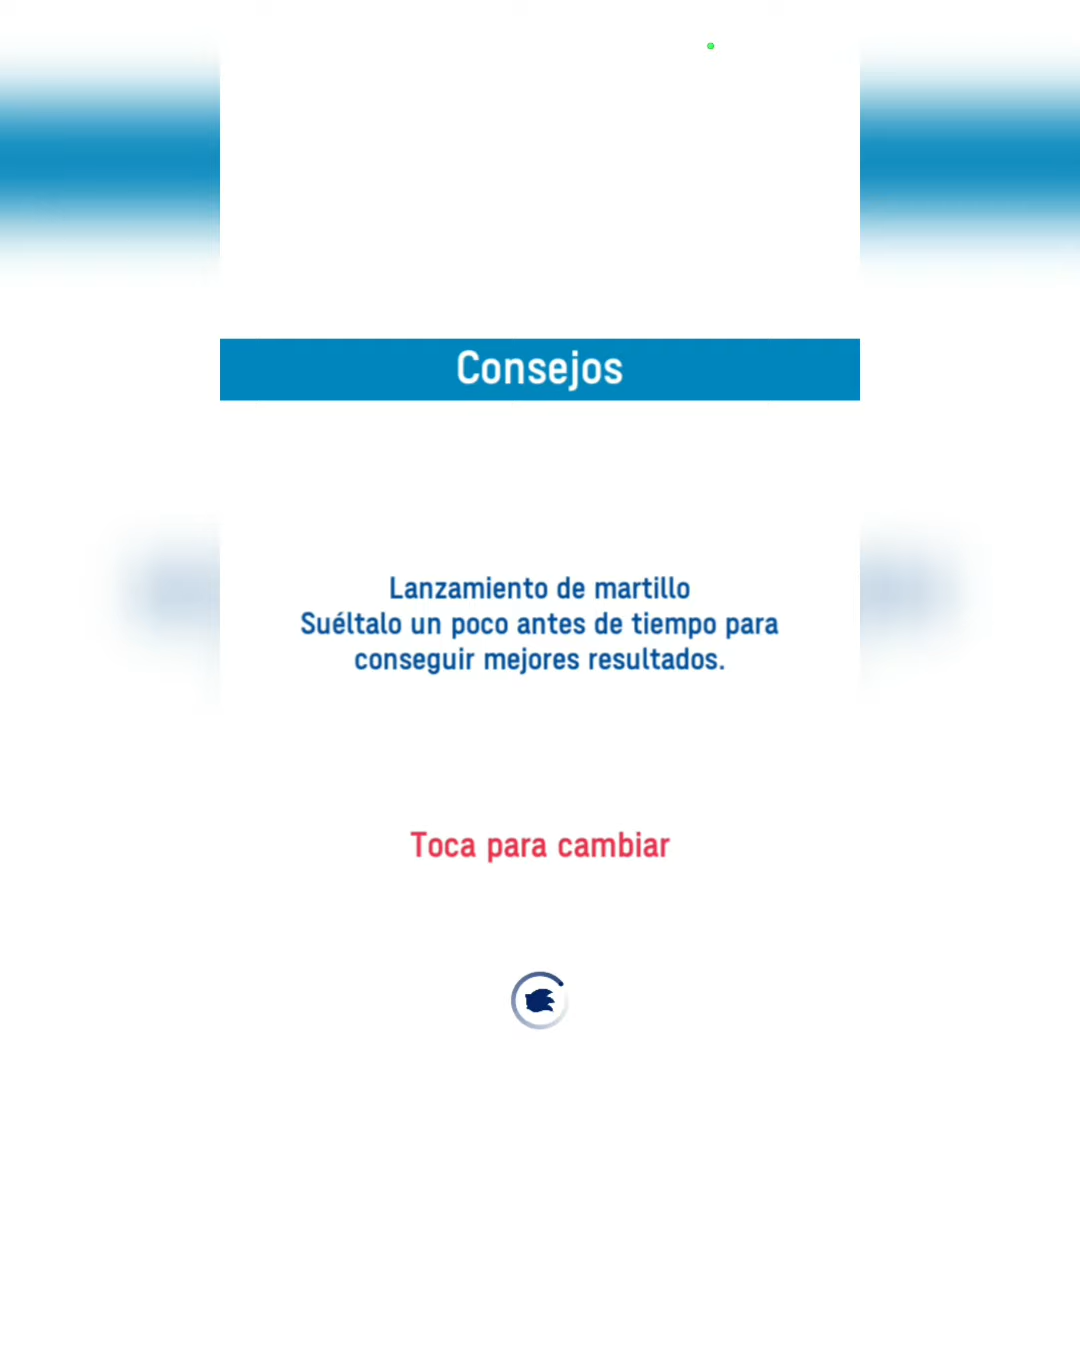 Consejos
Lanzamiento de martillo
Suéltalo un poco antes de tiempo para
conseguir mejores resultados.
Toca para cambiar